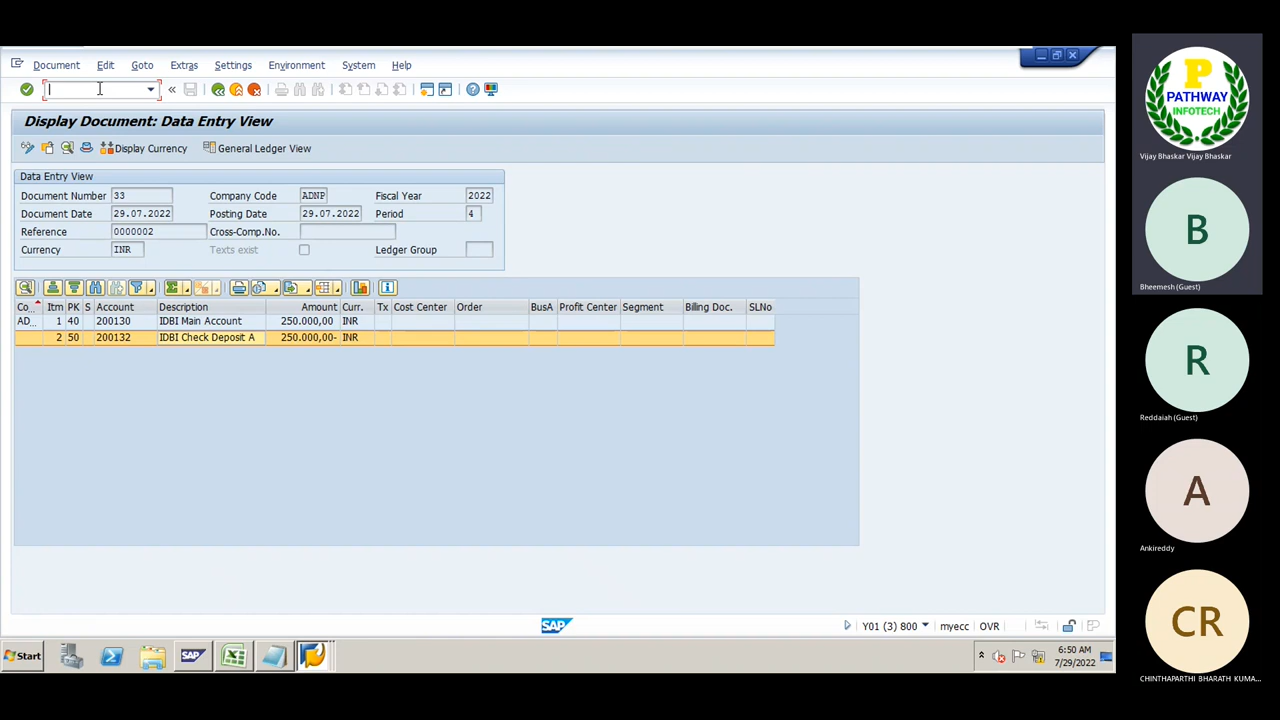 Document Edit Goto Extras Settings Environment System Help
Display Document: Data Entry View
Display Currency General Ledger View
Data Entry View
Document Number 33 Company Code ADNP Fiscal Year 2022
Document Date 29.07.2022 Posting Date 29.07.2022 Period 4
Reference 0000002 Cross-Comp.No.
Currency INR Texts exist Ledger Group
Co... Itm PK S Account Description Amount Curr. Tx Cost Center Order BusA Profit Center Segment Billing Doc. SLNo
AD... 1 40 200130 IDBI Main Account 250.000,00 INR
2 50 200132 IDBI Check Deposit A 250.000,00- INR
SAP Y01 (3) 800 myecc OVR
Start SAP 6:50 AM
7/29/2022
P
PATHWAY
INFOTECH
Vijay Bhaskar Vijay Bhaskar
B
Bheemesh (Guest)
R
Reddaiah (Guest)
A
Ankireddy
CR
CHINTHAPARTHI BHARATH KUMA...